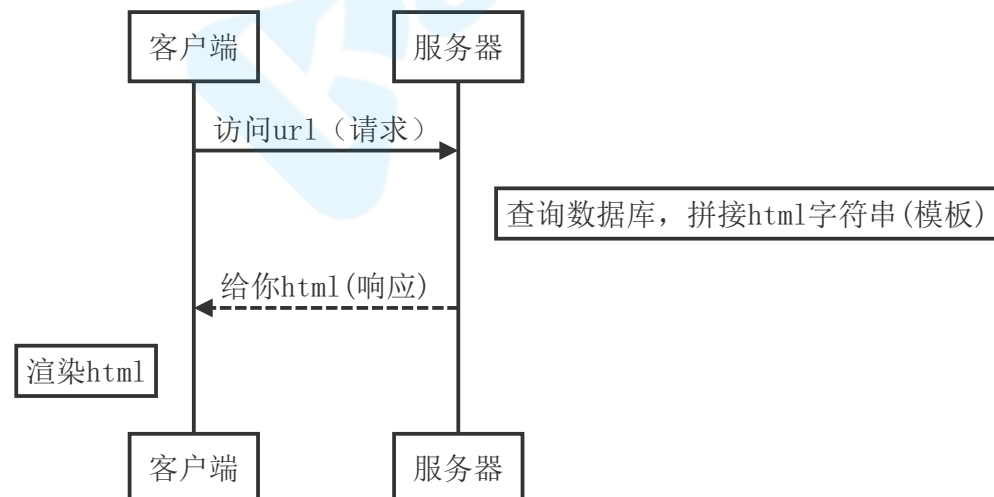 客户端 服务器
访问url（请求）
查询数据库，拼接html字符串(模板)
给你html(响应)
渲染html
客户端 服务器